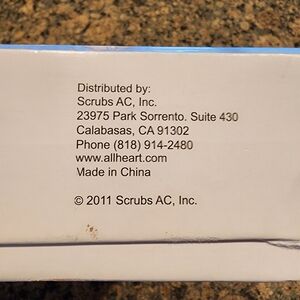 Distributed by:
Scrubs AC, Inc.
23975 Park Sorrento. Suite 430
Calabasas, CA 91302
Phone (818) 914-2480
www.allheart.com
Made in China
© 2011 Scrubs AC, Inc.